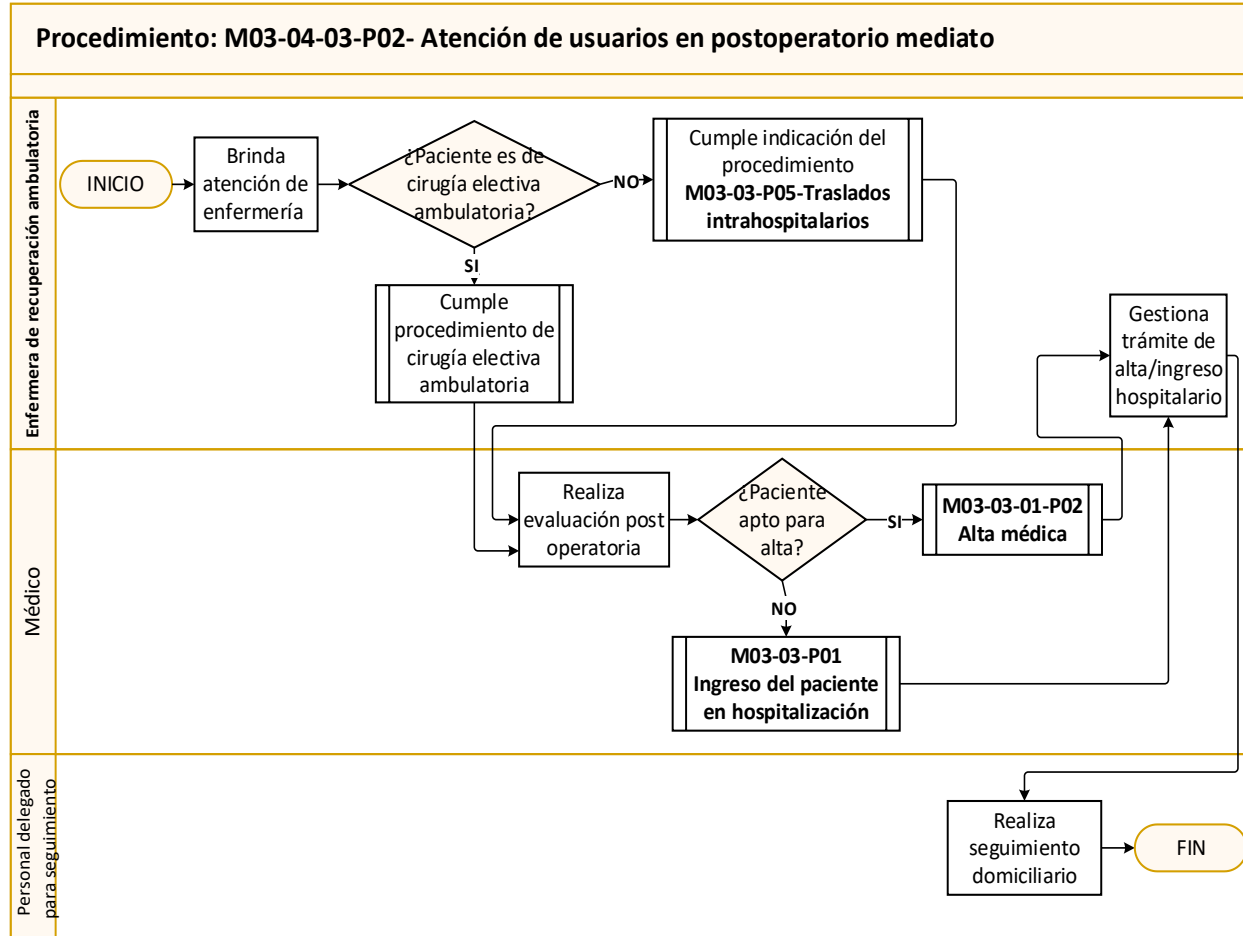 Procedimiento: M03-04-03-P02- Atención de usuarios en postoperatorio mediato
Enfermera de recuperación ambulatoria
INICIO
Brinda
atención de
enfermería
¿Paciente es de
cirugía electiva
ambulatoria?
NO
Cumple indicación del
procedimiento
M03-03-P05-Traslados
intrahospitalarios
SI
Cumple
procedimiento de
cirugía electiva
ambulatoria
Gestiona
trámite de
alta/ingreso
hospitalario
Médico
Realiza
evaluación post
operatoria
¿Paciente
apto para
alta?
SI
M03-03-01-P02
Alta médica
NO
M03-03-P01
Ingreso del paciente
en hospitalización
Personal delegado
para seguimiento
Realiza
seguimiento
domiciliario
FIN